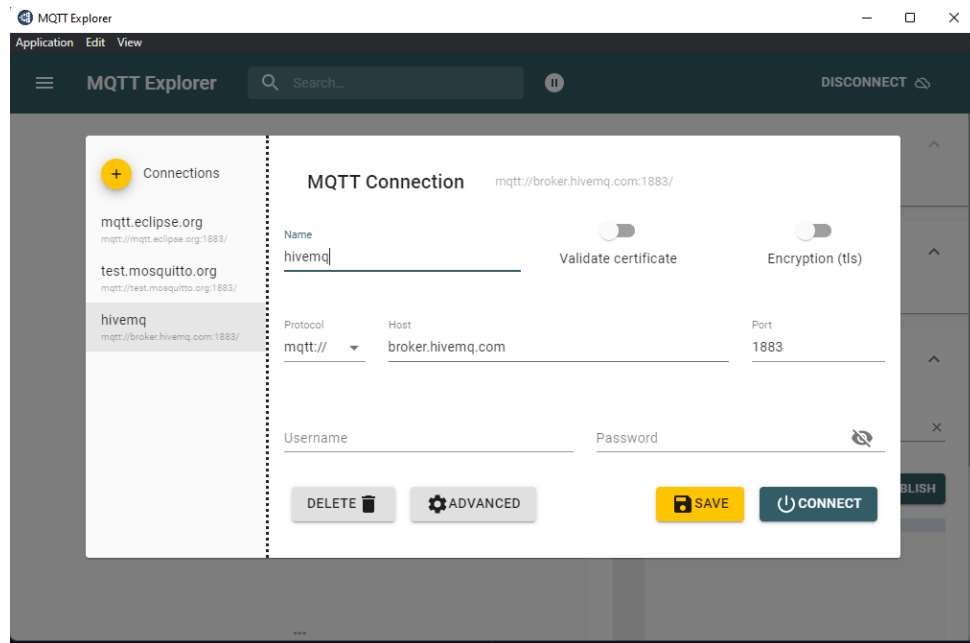 MQTT Explorer
Application Edit View
MQTT Explorer Search... DISCONNECT
Connections
mqtt.eclipse.org
mqtt://mqtt.eclipse.org:1883/
test.mosquitto.org
mqtt://test.mosquitto.org:1883/
hivemq
mqtt://broker.hivemq.com:1883/
MQTT Connection mqtt://broker.hivemq.com:1883/
Name
hivemq
Validate certificate Encryption (tls)
Protocol Host Port
mqtt:// broker.hivemq.com 1883
Username Password
DELETE ADVANCED SAVE CONNECT
BLISH